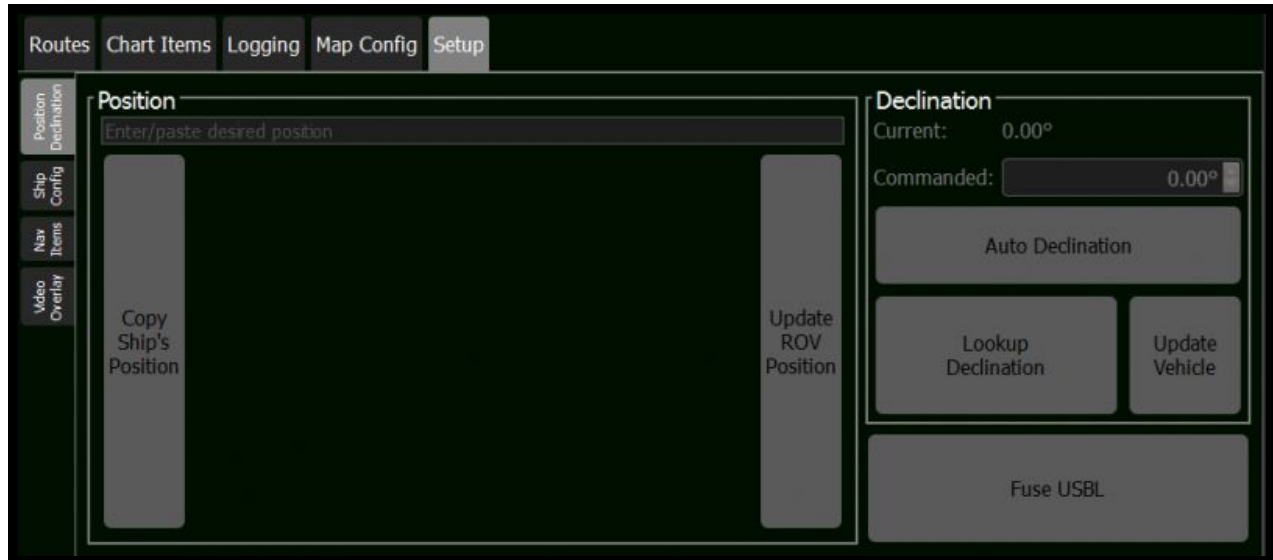 Routes Chart Items Logging Map Config Setup
Position
Declination
Ship
Config
Nav
Items
Video
Overlay
Position
Enter/paste desired position
Copy
Ship's
Position
Update
ROV
Position
Declination
Current: 0.00°
Commanded: 0.00°
Auto Declination
Lookup
Declination
Update
Vehicle
Fuse USBL